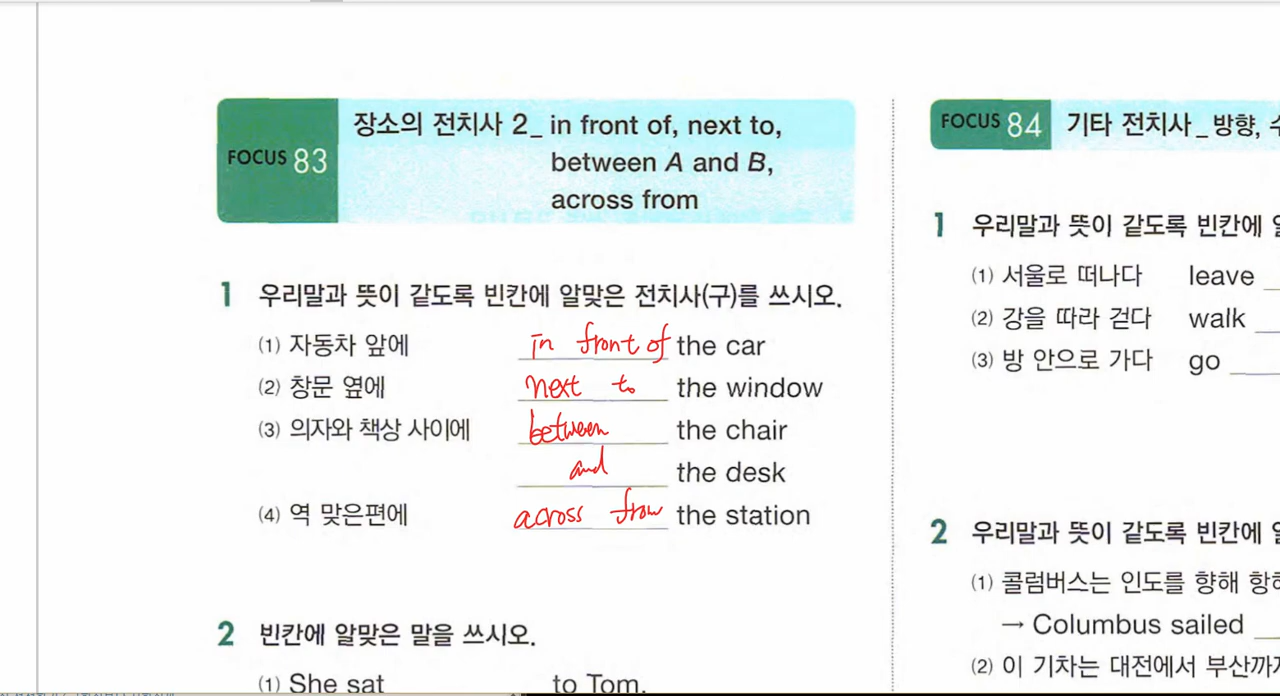 FOCUS 83
장소의 전치사 2_ in front of, next to,
between A and B,
across from
1 우리말과 뜻이 같도록 빈칸에 알맞은 전치사(구)를 쓰시오.
(1) 자동차 앞에 in front of the car
(2) 창문 옆에 next to the window
(3) 의자와 책상 사이에 between the chair
and the desk
(4) 역 맞은편에 across from the station
2 빈칸에 알맞은 말을 쓰시오.
(1) She sat to Tom.
FOCUS 84 기타 전치사_방향,
1 우리말과 뜻이 같도록 빈칸에
(1) 서울로 떠나다 leave
(2) 강을 따라 걷다 walk
(3) 방 안으로 가다 go
2 우리말과 뜻이 같도록 빈칸에
(1) 콜럼버스는 인도를 향해
→ Columbus sailed
(2) 이 기차는 대전에서